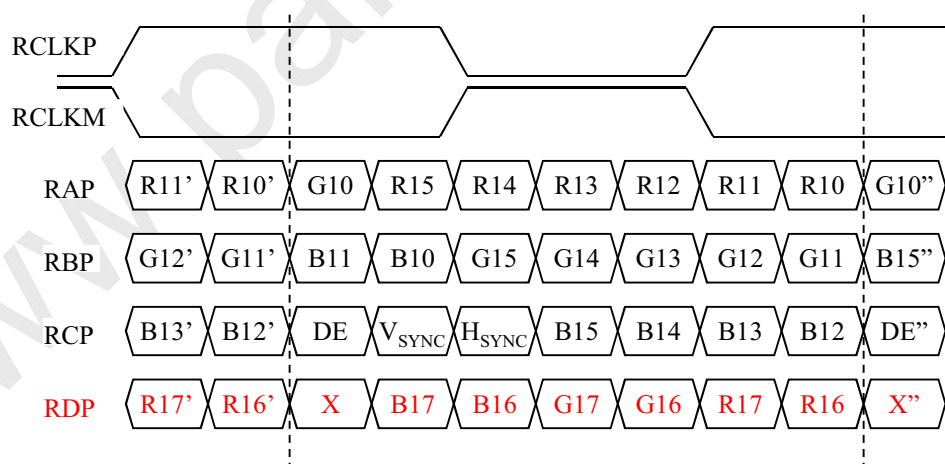 RCLKP
RCLKM
RAP R11’ R10’ G10 R15 R14 R13 R12 R11 R10 G10”
RBP G12’ G11’ B11 B10 G15 G14 G13 G12 G11 B15”
RCP B13’ B12’ DE VSYNC HSYNC B15 B14 B13 B12 DE”
RDP R17’ R16’ X B17 B16 G17 G16 R17 R16 X”